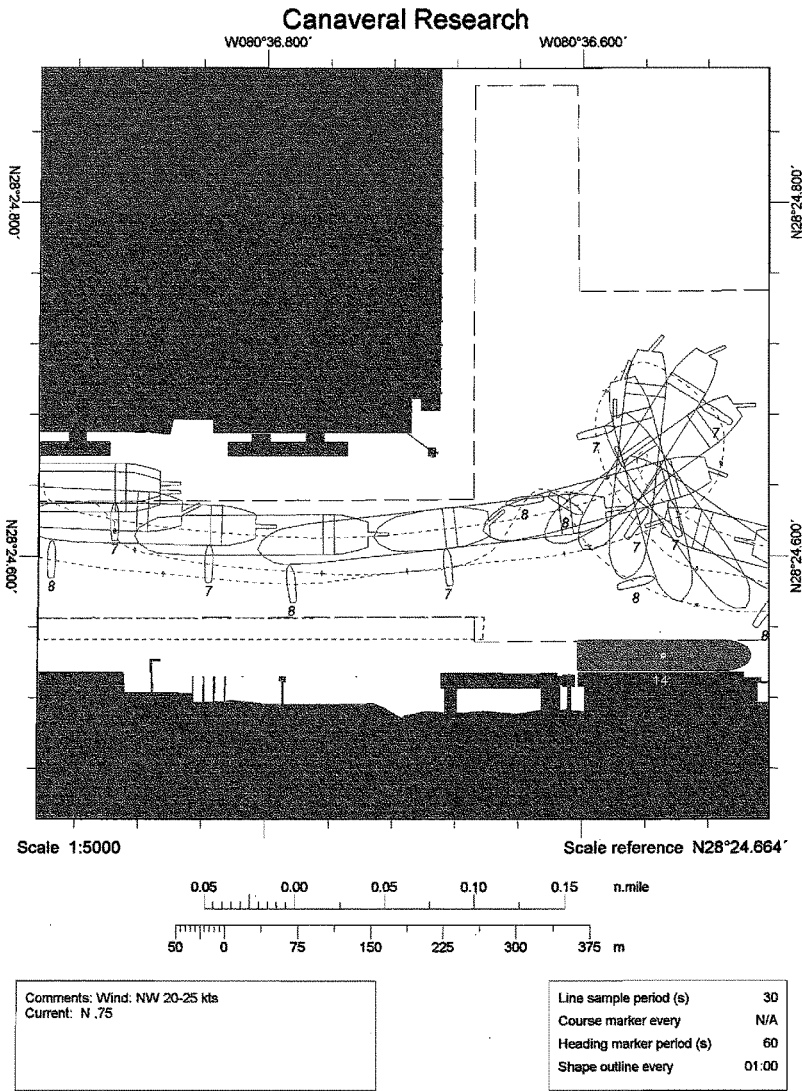 Canaveral Research
W080°36.800´ W080°36.600´
N28°24.800´ N28°24.800´
7
7
8 8
7 7 7 7
N28°24.600´ N28°24.600´
8 8 8
8
14
Scale 1:5000 Scale reference N28°24.664´
0.05 0.00 0.05 0.10 0.15 n.mile
50 0 75 150 225 300 375 m
Comments: Wind: NW 20-25 kts
Current: N .75
Line sample period (s) 30
Course marker every N/A
Heading marker period (s) 60
Shape outline every 01:00